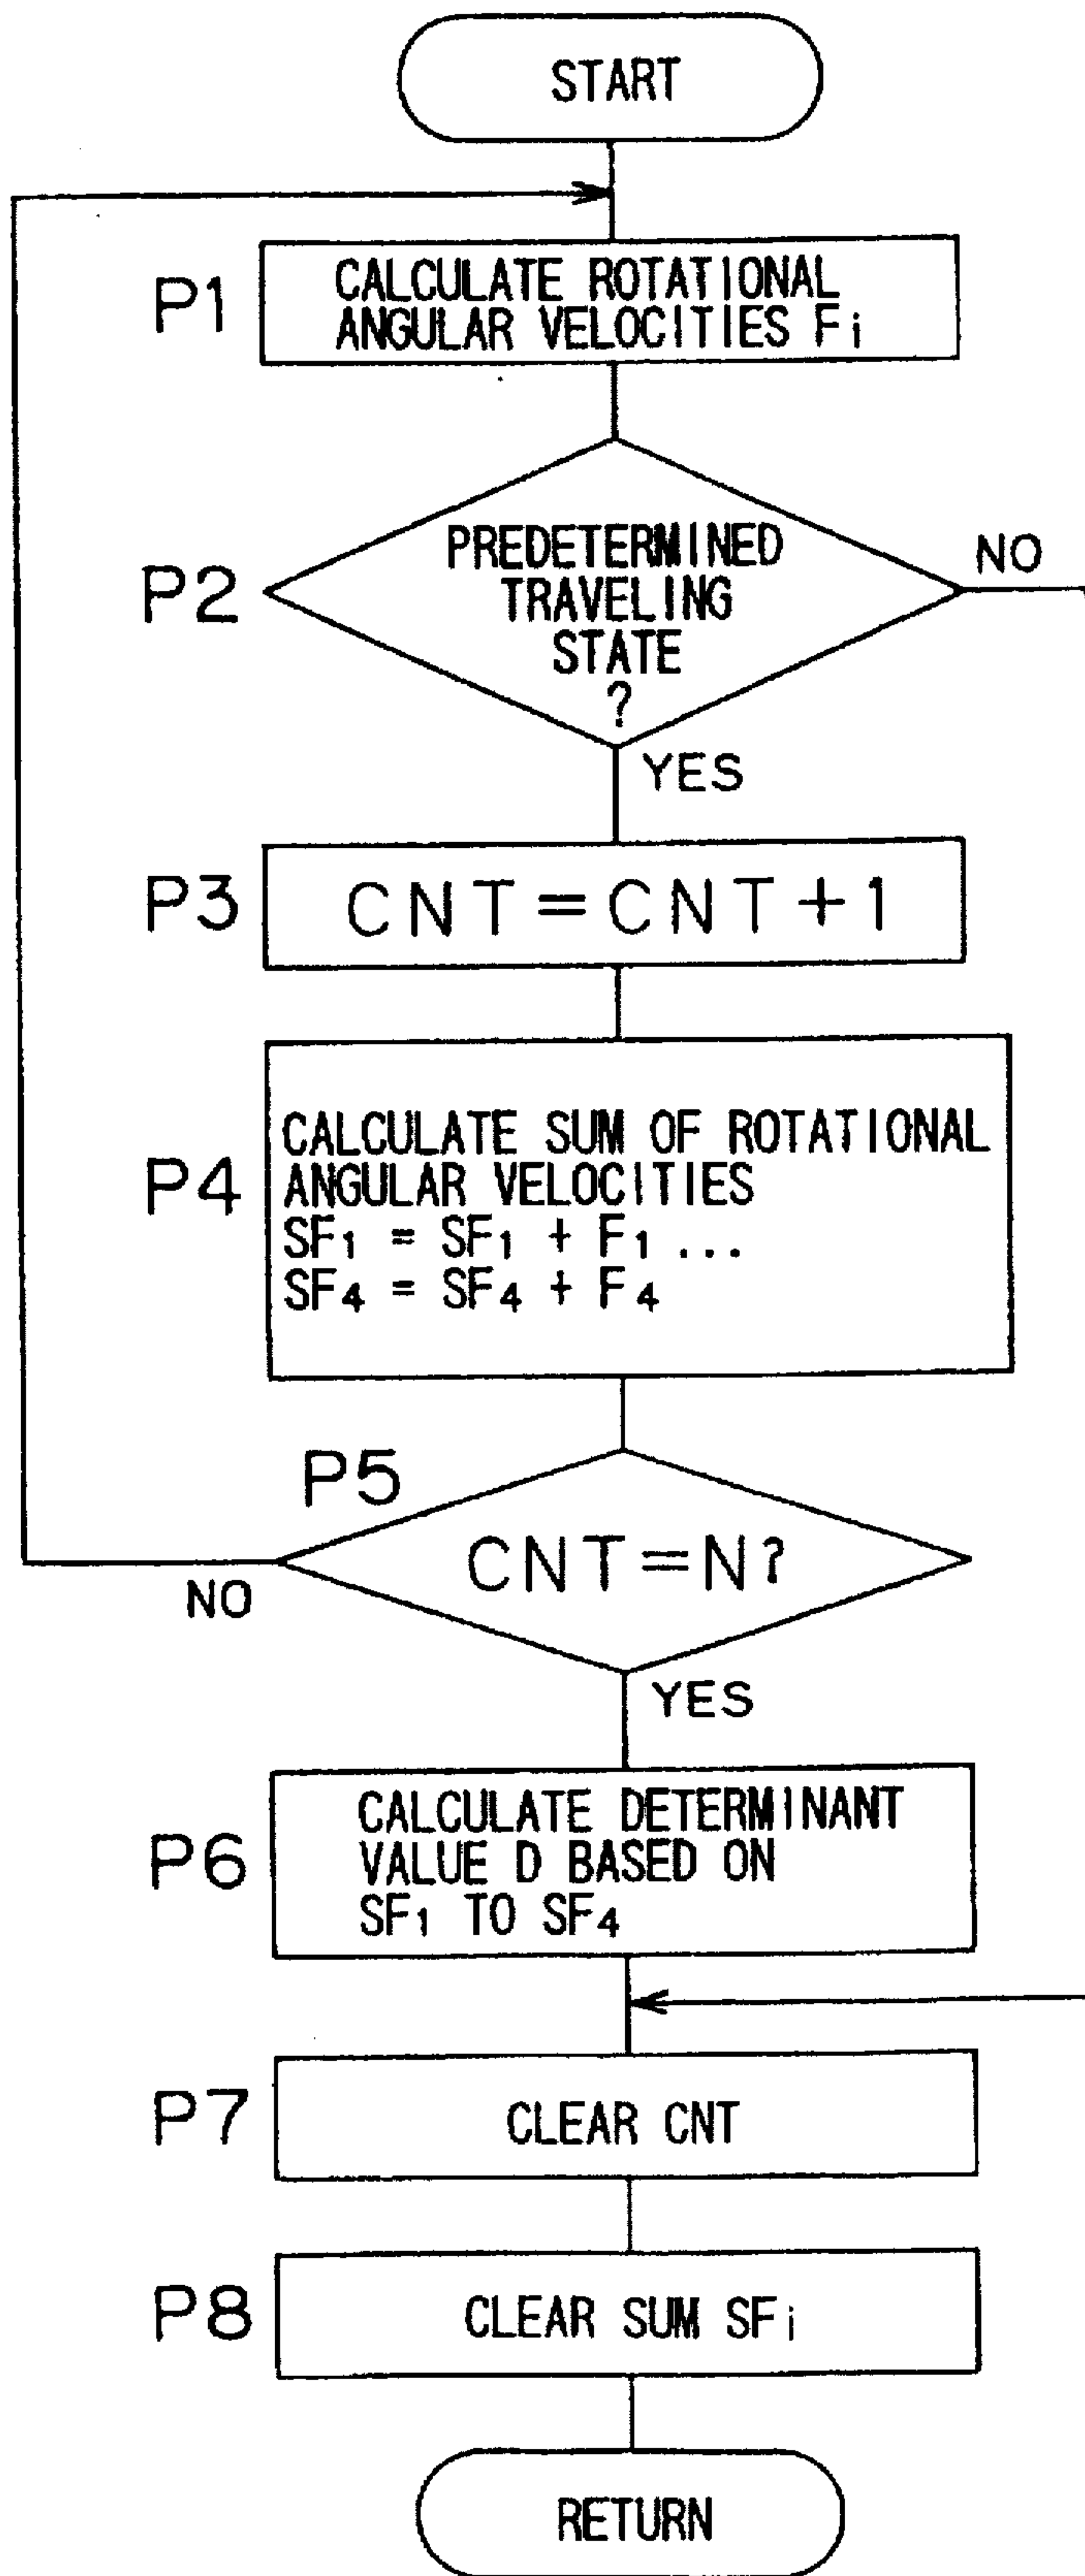 START
P1
CALCULATE ROTATIONAL
ANGULAR VELOCITIES Fi
P2
PREDETERMINED
TRAVELING
STATE
?
NO
YES
P3
CNT=CNT+1
P4
CALCULATE SUM OF ROTATIONAL
ANGULAR VELOCITIES
SF1 = SF1 + F1 ...
SF4 = SF4 + F4
P5
CNT=N?
NO
YES
P6
CALCULATE DETERMINANT
VALUE D BASED ON
SF1 TO SF4
P7
CLEAR CNT
P8
CLEAR SUM SFi
RETURN